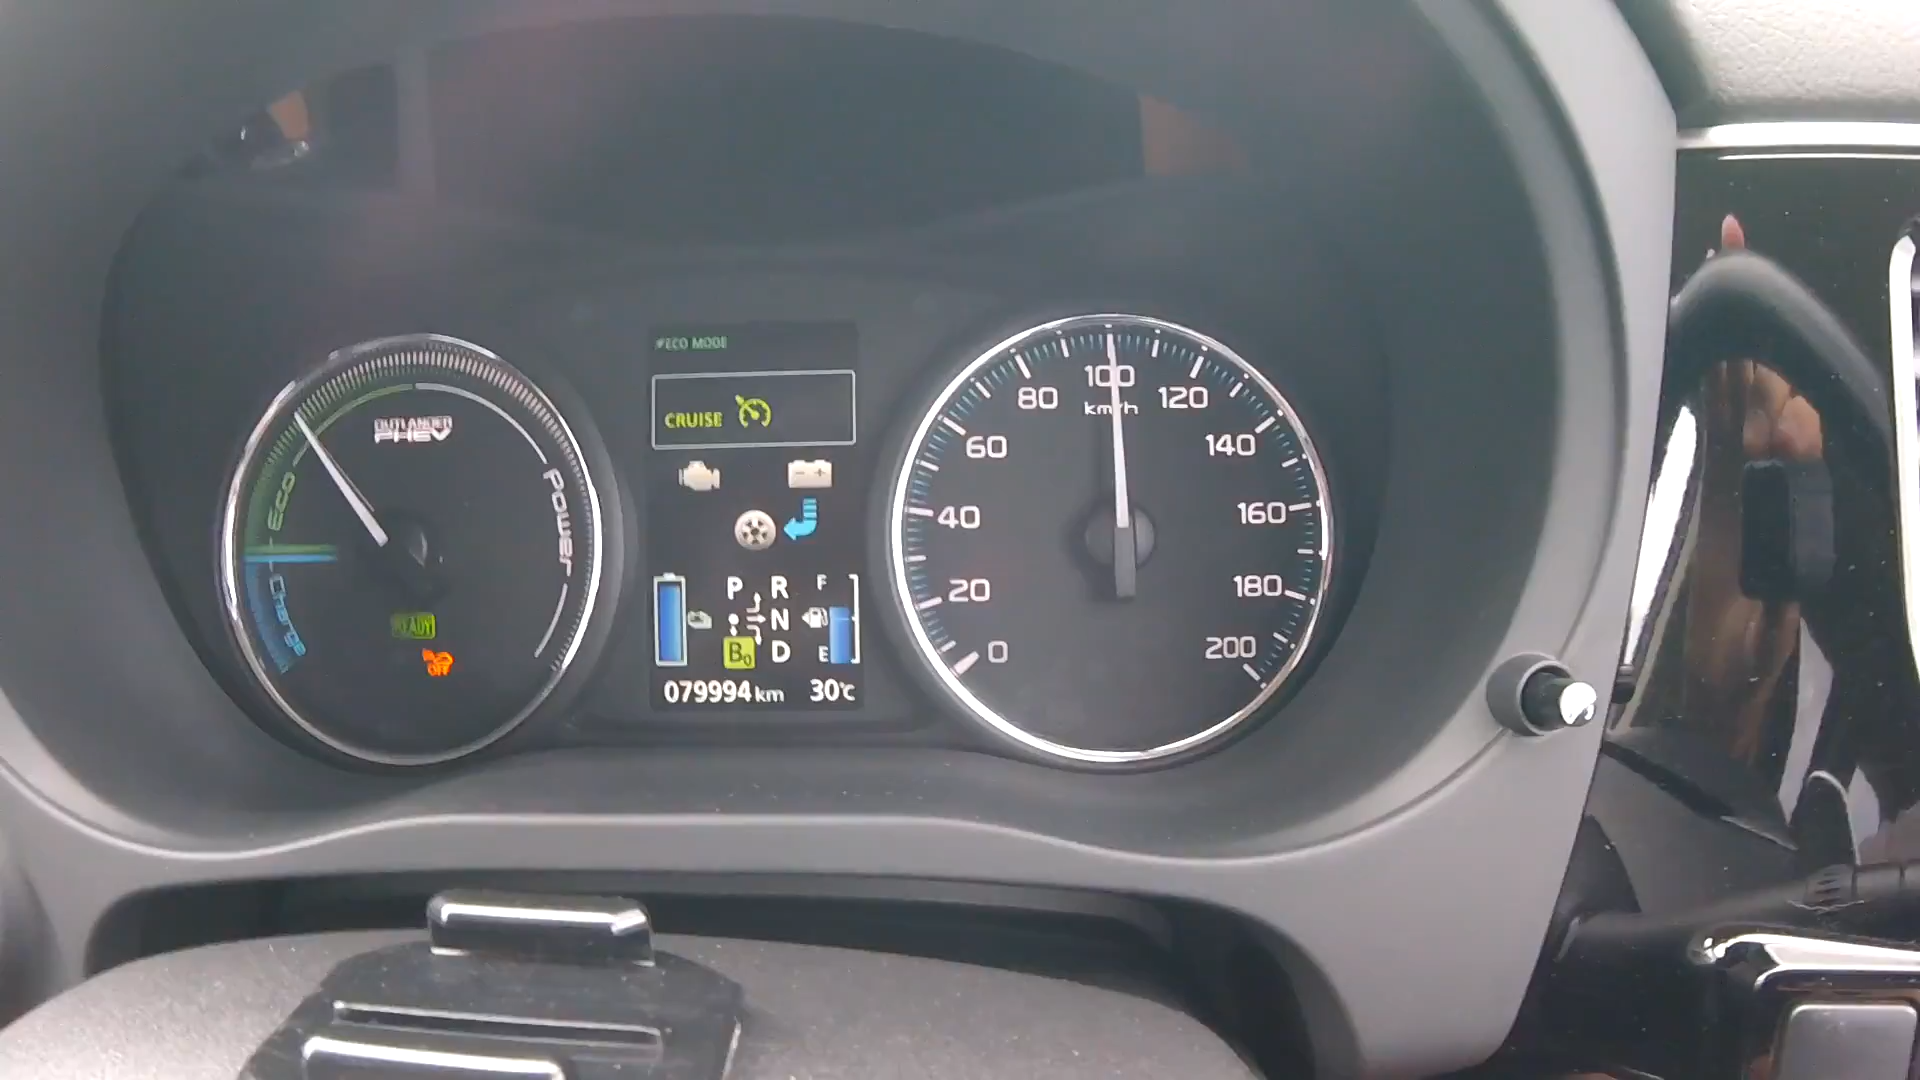 OUTLANDER
PHEV
Eco
Charge
Power
READY
OFF
ECO MODE
CRUISE
P R
N
B0 D
F
E
079994 km 30°C
0
20
40
60
80
100
120
140
160
180
200
km/h